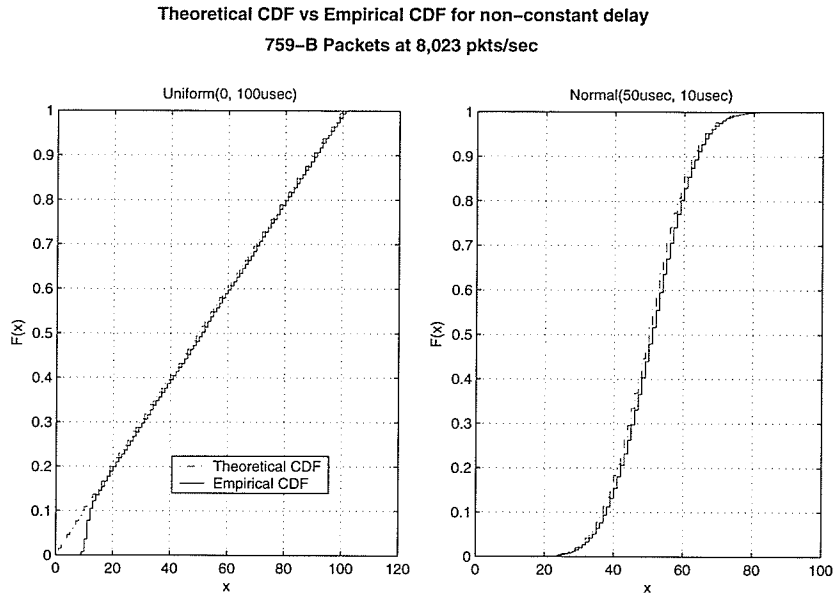 Theoretical CDF vs Empirical CDF for non−constant delay
759−B Packets at 8,023 pkts/sec
Uniform(0, 100usec)
1
0.9
0.8
0.7
0.6
0.5
0.4
0.3
0.2
0.1
0
F(x)
Theoretical CDF
Empirical CDF
0 20 40 60 80 100 120
x
Normal(50usec, 10usec)
1
0.9
0.8
0.7
0.6
0.5
0.4
0.3
0.2
0.1
0
F(x)
0 20 40 60 80 100
x